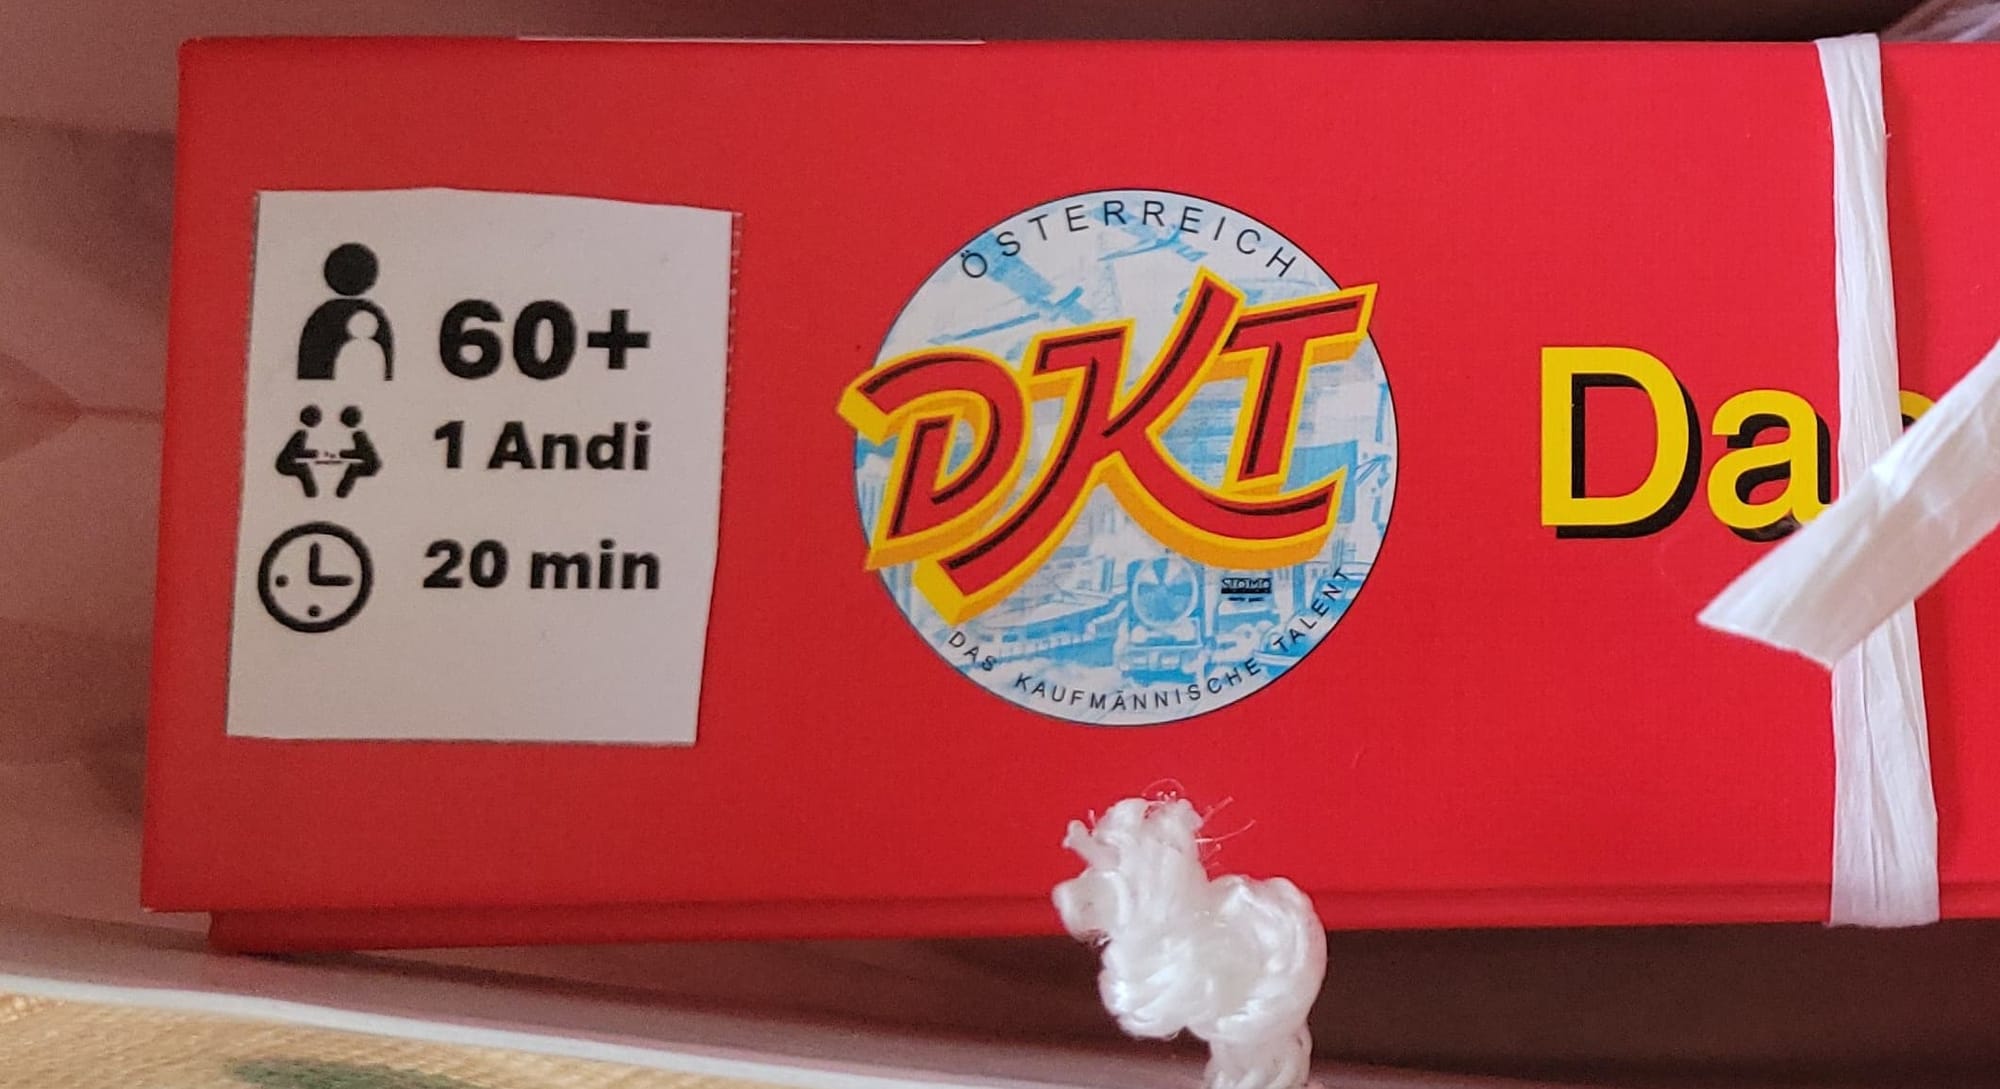 60+
1 Andi
20 min
ÖSTERREICH
DKT
DAS KAUFMÄNNISCHE TALENT
Da